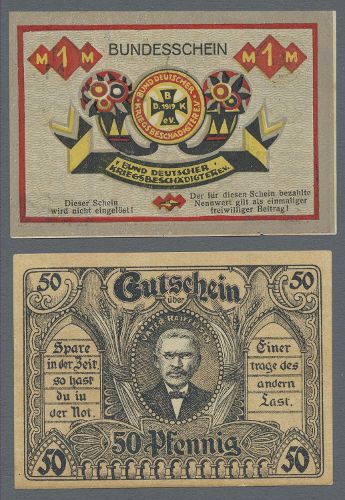 M 1 M BUNDESSCHEIN M 1 M
BUND DEUTSCHER
KRIEGSBESCHÄDIGTER E.V.
B
D. 1919 K
e.V.
BUND DEUTSCHER
KRIEGSBESCHÄDIGTER E.V.
Dieser Schein
wird nicht eingelöst!
Der für diesen Schein bezahlte
Nennwert gilt als einmaliger
freiwilliger Beitrag!
50 Gutschein 50
über
VATER RAIFF
Spare
in der Zeit
so hast
du in
der Not.
Einer
trage des
andern
Last.
50 50 Pfennig 50